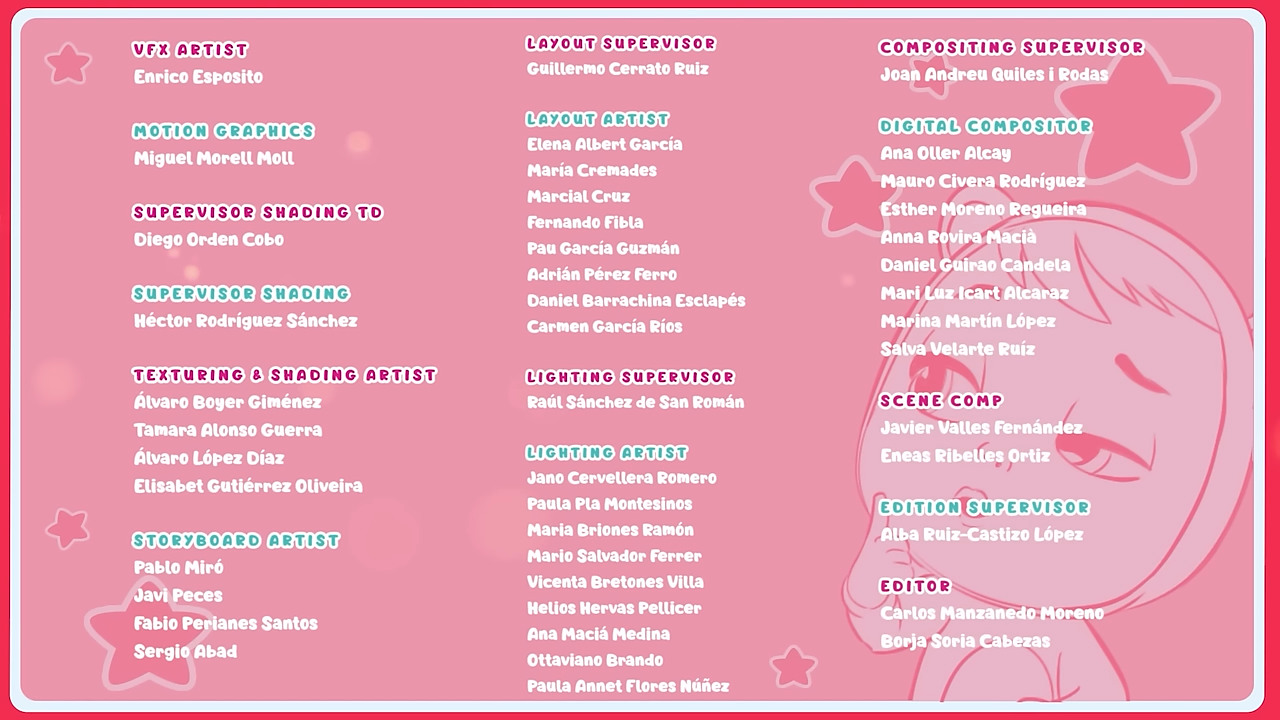 VFX ARTIST
Enrico Esposito
MOTION GRAPHICS
Miguel Morell Moll
SUPERVISOR SHADING TD
Diego Orden Cobo
SUPERVISOR SHADING
Héctor Rodríguez Sánchez
TEXTURING & SHADING ARTIST
Álvaro Boyer Giménez
Tamara Alonso Guerra
Álvaro López Díaz
Elisabet Gutiérrez Oliveira
STORYBOARD ARTIST
Pablo Miró
Javi Peces
Fabio Perianes Santos
Sergio Abad
LAYOUT SUPERVISOR
Guillermo Cerrato Ruiz
LAYOUT ARTIST
Elena Albert García
María Cremades
Marcial Cruz
Fernando Fibla
Pau García Guzmán
Adrián Pérez Ferro
Daniel Barrachina Esclapés
Carmen García Ríos
LIGHTING SUPERVISOR
Raúl Sánchez de San Román
LIGHTING ARTIST
Jano Cervellera Romero
Paula Pla Montesinos
Maria Briones Ramón
Mario Salvador Ferrer
Vicenta Bretones Villa
Helios Hervas Pellicer
Ana Maciá Medina
Ottaviano Brando
Paula Annet Flores Núñez
COMPOSITING SUPERVISOR
Joan Andreu Quiles i Rodas
DIGITAL COMPOSITOR
Ana Oller Alcay
Mauro Civera Rodríguez
Esther Moreno Regueira
Anna Rovira Macià
Daniel Guirao Candela
Mari Luz Icart Alcaraz
Marina Martín López
Salva Velarte Ruíz
SCENE COMP
Javier Valles Fernández
Eneas Ribelles Ortiz
EDITION SUPERVISOR
Alba Ruiz-Castizo López
EDITOR
Carlos Manzanedo Moreno
Borja Soria Cabezas